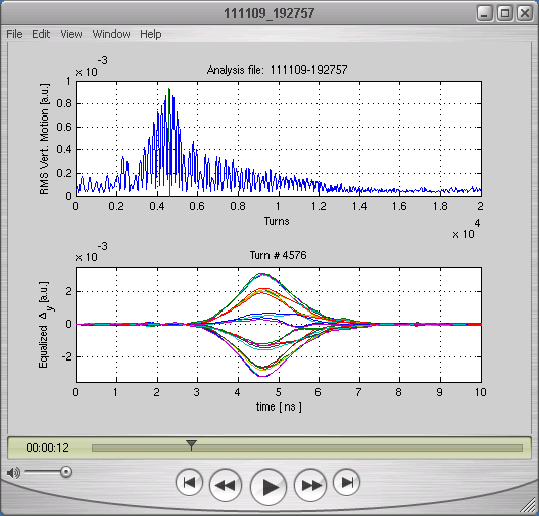 111109_192757
File Edit View Window Help
x 10 -3
Analysis file: 111109-192757
RMS Vert. Motion [a.u.]
1
0.8
0.6
0.4
0.2
0
0 0.2 0.4 0.6 0.8 1 1.2 1.4 1.6 1.8 2
Turns
x 10 4
x 10 -3
Turn # 4576
Equalized Δy [a.u.]
2
0
-2
0 1 2 3 4 5 6 7 8 9 10
time [ ns ]
00:00:12